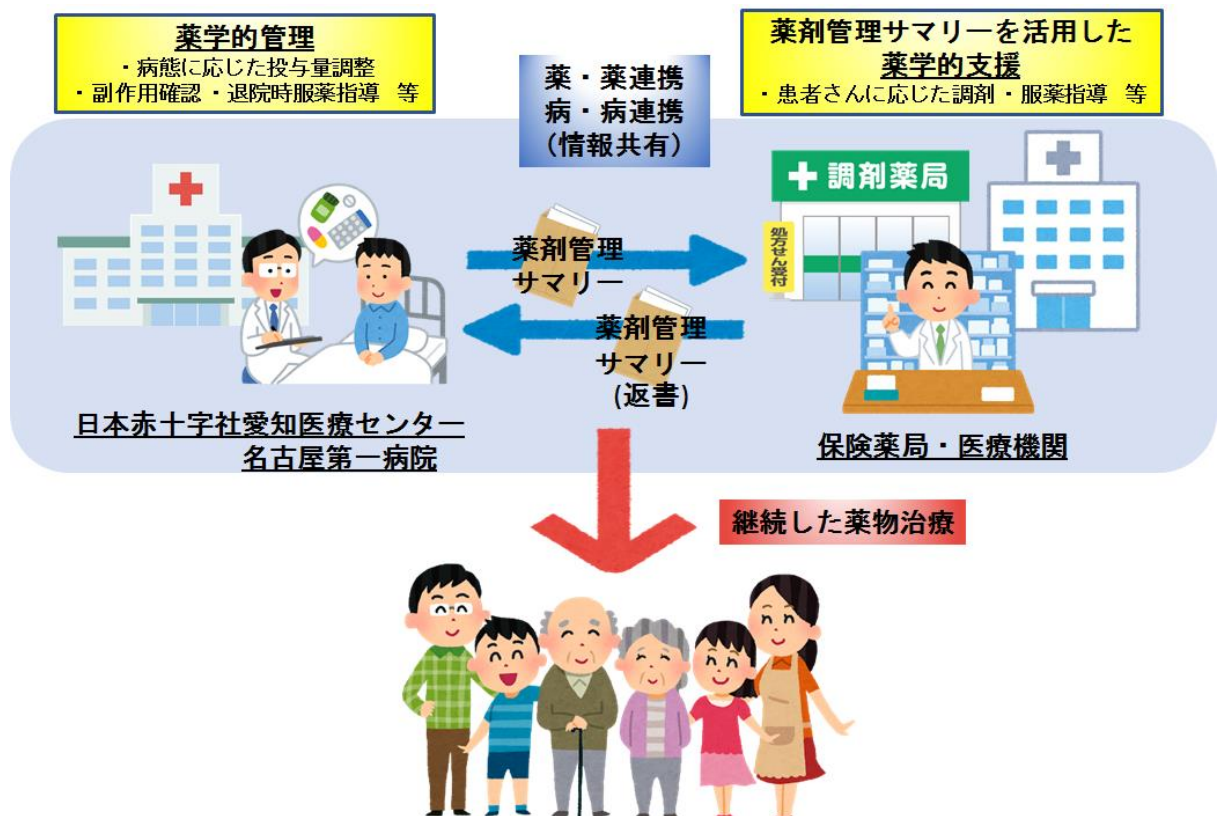 薬学的管理
・病態に応じた投与量調整
・副作用確認・退院時服薬指導 等
薬・薬連携
病・病連携
(情報共有)
薬剤管理サマリーを活用した
薬学的支援
・患者さんに応じた調剤・服薬指導 等
調剤薬局
処方せん受付
薬剤管理
サマリー
薬剤管理
サマリー
(返書)
日本赤十字社愛知医療センター
名古屋第一病院
保険薬局・医療機関
継続した薬物治療